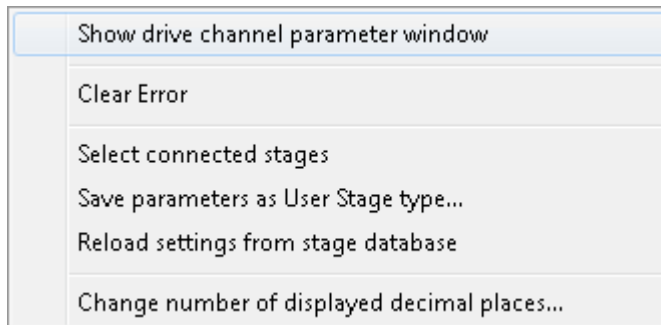 Show drive channel parameter window
Clear Error
Select connected stages
Save parameters as User Stage type...
Reload settings from stage database
Change number of displayed decimal places...